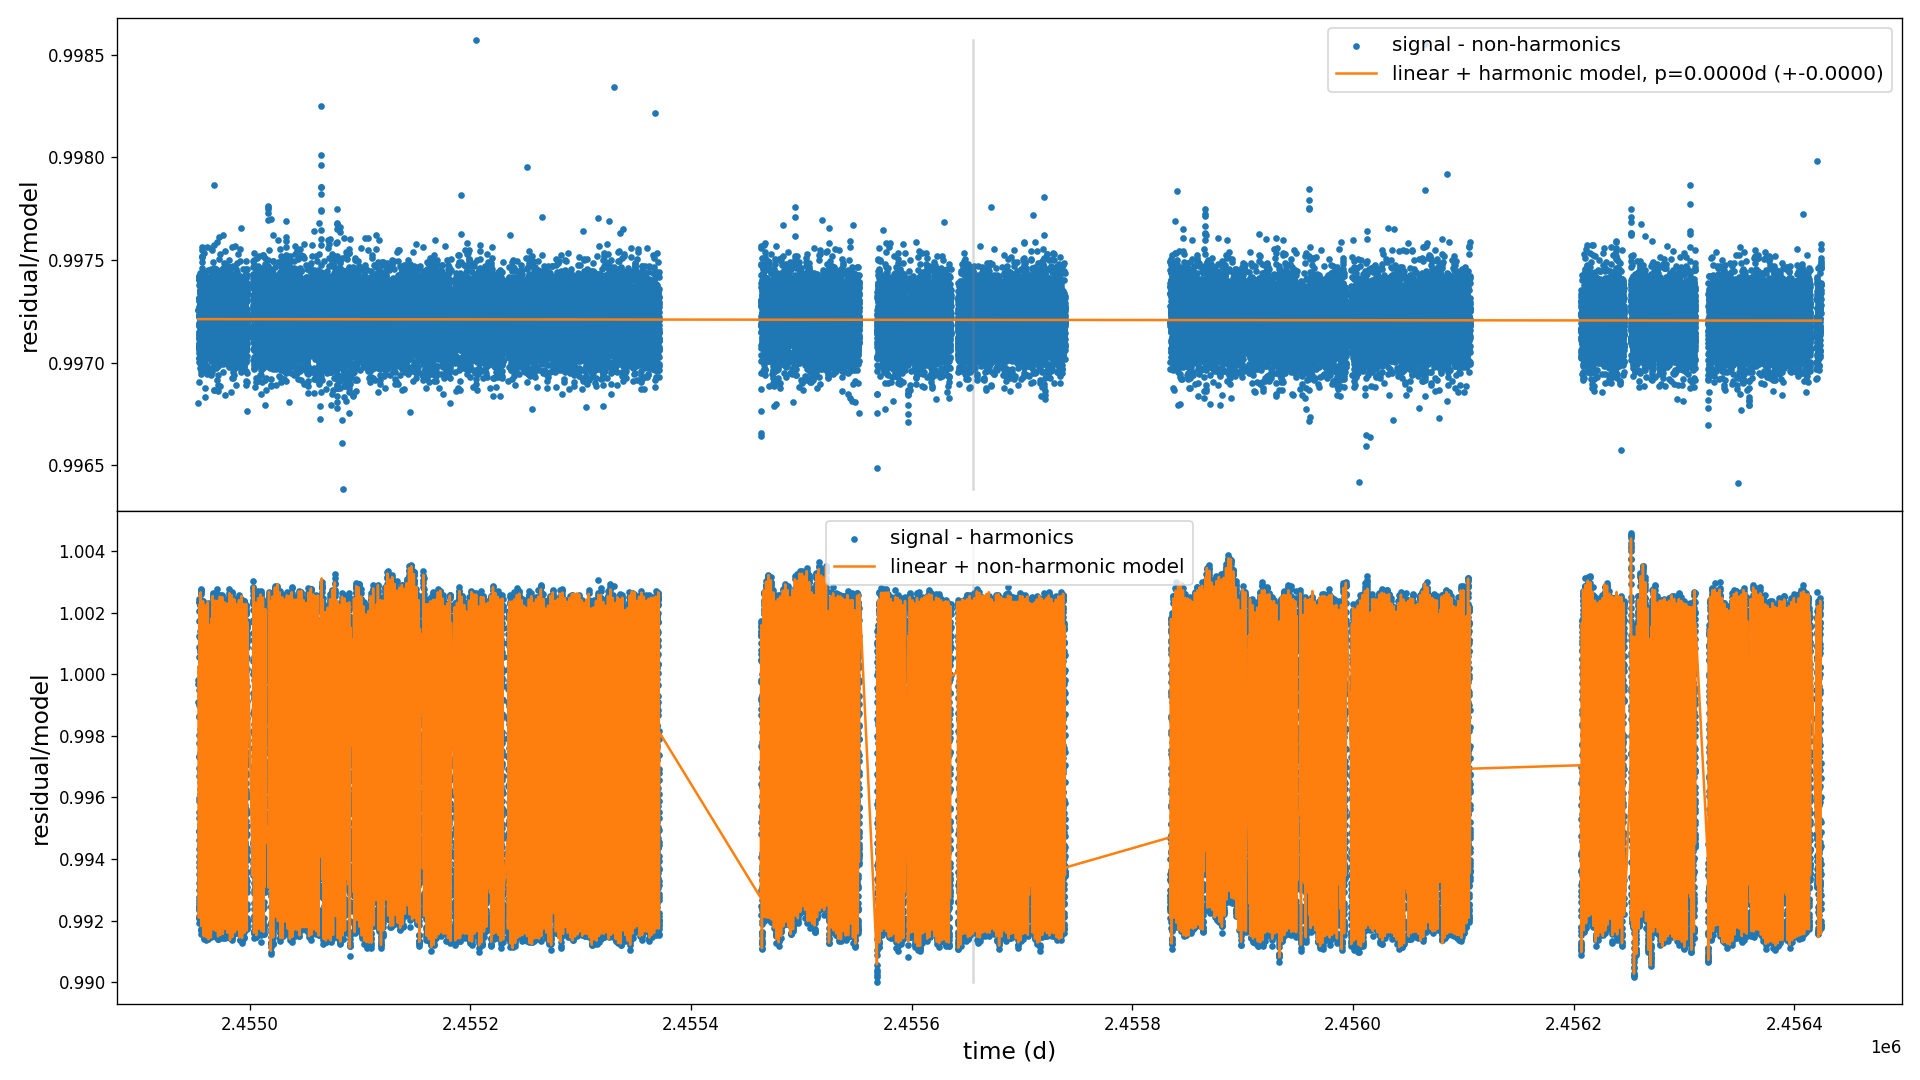 0.9985
0.9980
0.9975
0.9970
0.9965
residual/model
signal - non-harmonics
linear + harmonic model, p=0.0000d (+-0.0000)
1.004
1.002
1.000
0.998
0.996
0.994
0.992
0.990
residual/model
signal - harmonics
linear + non-harmonic model
2.4550 2.4552 2.4554 2.4556 2.4558 2.4560 2.4562 2.4564
1e6
time (d)